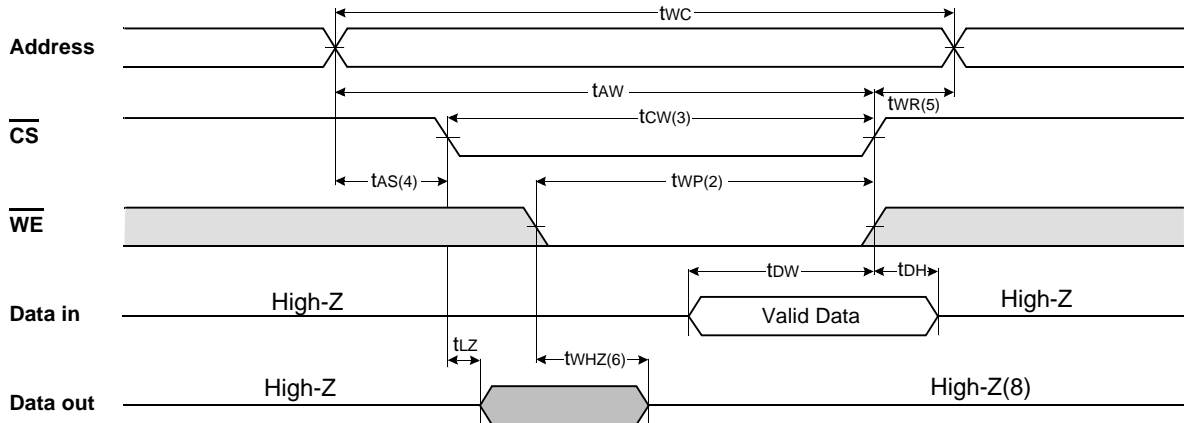 tWC
Address
tAW
tWR(5)
tCW(3)
CS
tAS(4)
tWP(2)
WE
tDW
tDH
High-Z
Valid Data
High-Z
Data in
tLZ
tWHZ(6)
High-Z
High-Z(8)
Data out